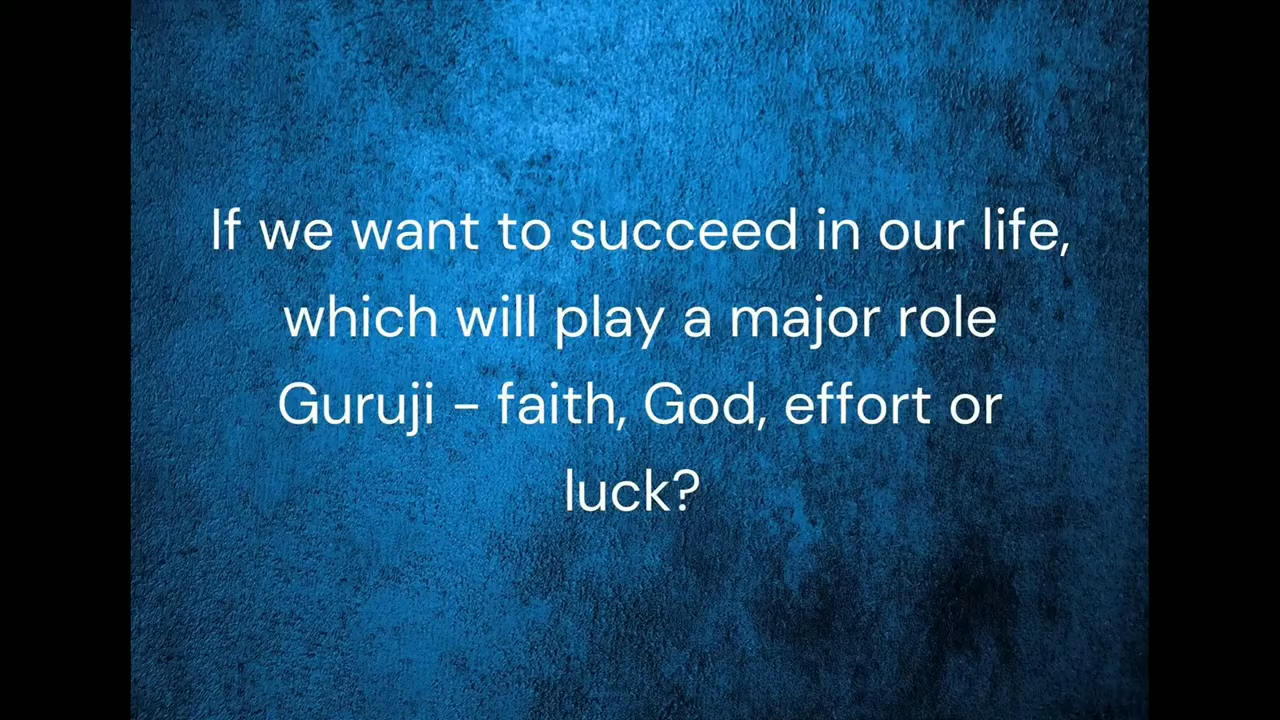 If we want to succeed in our life,
which will play a major role
Guruji - faith, God, effort or
luck?